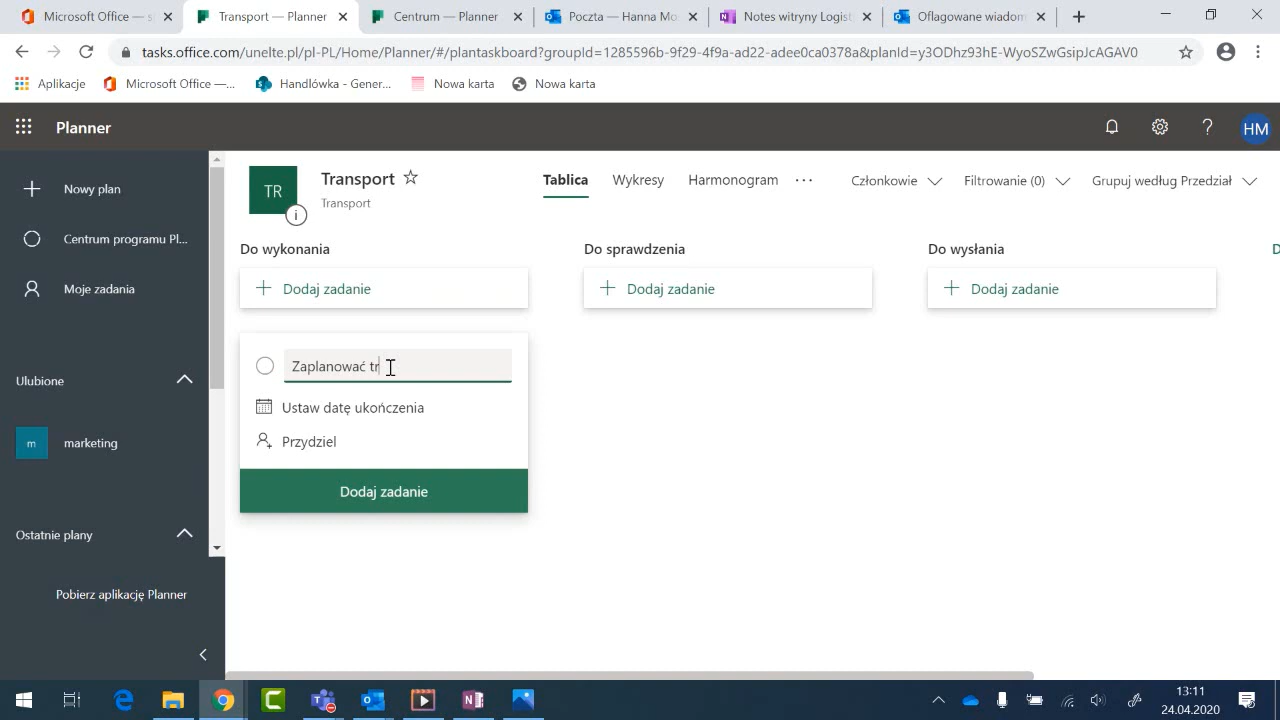 Microsoft Office — s
Transport — Planner
Centrum — Planner
Poczta — Hanna Mo
Notes witryny Logist
Oflagowane wiadom
tasks.office.com/unelte.pl/pl-PL/Home/Planner/#/plantaskboard?groupId=1285596b-9f29-4f9a-ad22-adee0ca0378a&planId=y3ODhz93hE-WyoSZwGsipJcAGAV0
Aplikacje
Microsoft Office —...
Handlówka - Gener...
Nowa karta
Nowa karta
Planner
HM
Nowy plan
Centrum programu Pl...
Moje zadania
Ulubione
m
marketing
Ostatnie plany
Pobierz aplikację Planner
TR
Transport
Transport
Tablica
Wykresy
Harmonogram
Członkowie
Filtrowanie (0)
Grupuj według Przedział
Do wykonania
Do sprawdzenia
Do wysłania
D
Dodaj zadanie
Dodaj zadanie
Dodaj zadanie
Zaplanować tr
Ustaw datę ukończenia
Przydziel
Dodaj zadanie
13:11
24.04.2020